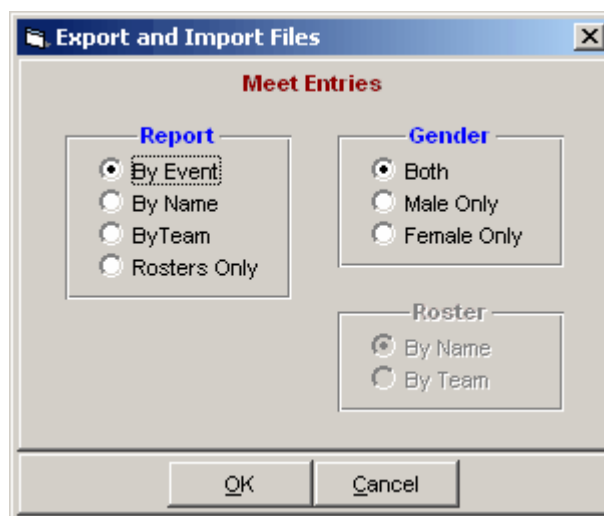 Export and Import Files
Meet Entries
Report
By Event
By Name
ByTeam
Rosters Only
Gender
Both
Male Only
Female Only
Roster
By Name
By Team
OK
Cancel